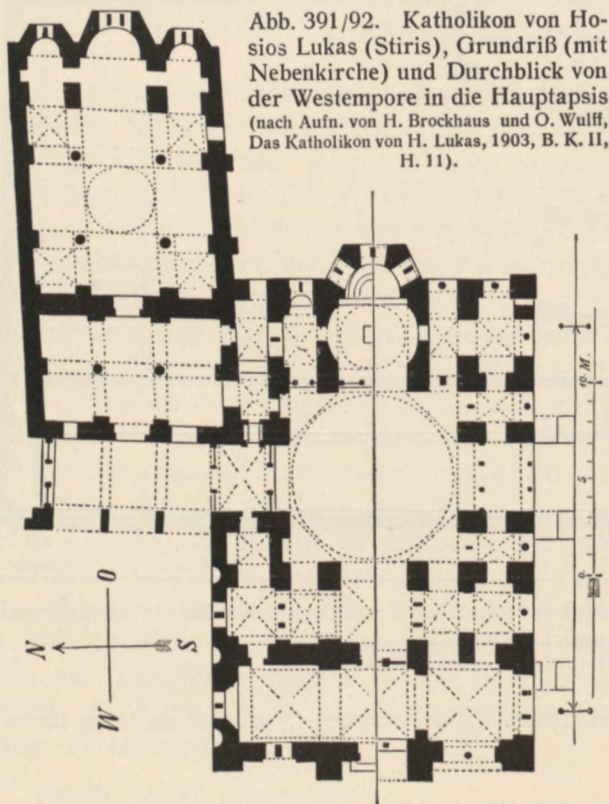 Abb. 391/92. Katholikon von Ho-
sios Lukas (Stiris), Grundriß (mit
Nebenkirche) und Durchblick von
der Westempore in die Hauptapsis
(nach Aufn. von H. Brockhaus und O. Wulff,
Das Katholikon von H. Lukas, 1903, B. K. II,
H. 11).
10. M.
5
0
O
N
S
W